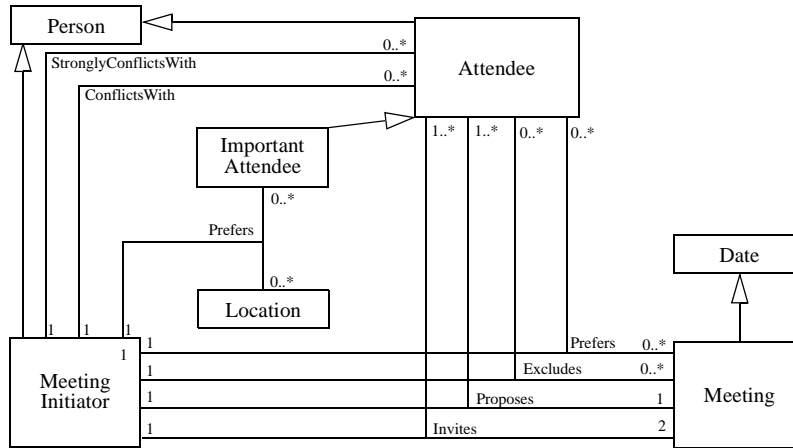 Person
0..*
StronglyConflictsWith
Attendee
0..*
ConflictsWith
1..*
1..*
0..*
0..*
Important
Attendee
0..*
Prefers
Date
0..*
Location
1
1
1
1
1
Prefers
0..*
Meeting
Initiator
1
Excludes
0..*
Meeting
1
Proposes
1
1
Invites
2